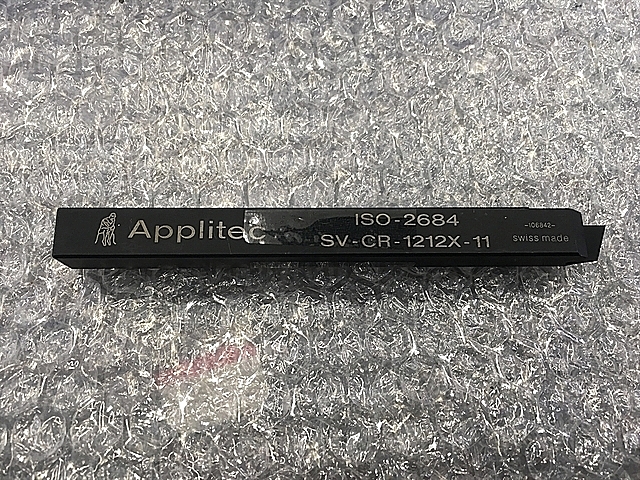 Applitec
ISO-2684
SV-CR-1212X-11
-106842-
swiss made